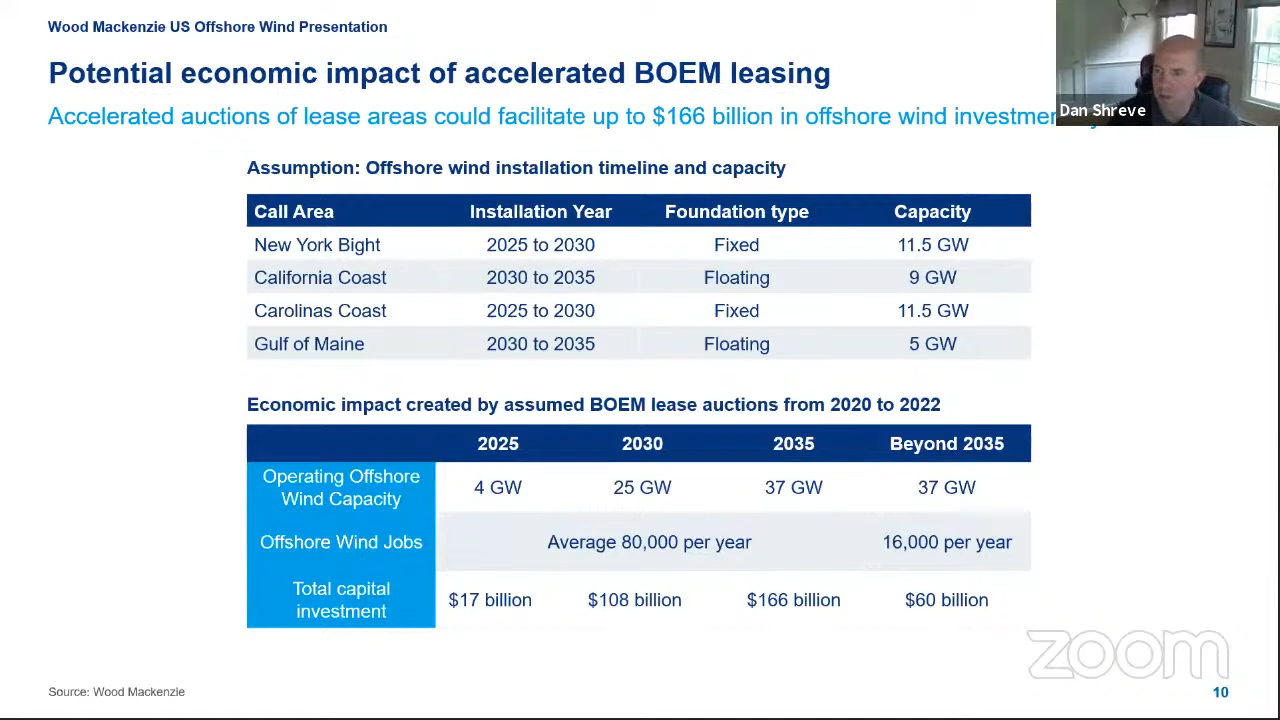 Wood Mackenzie US Offshore Wind Presentation
Potential economic impact of accelerated BOEM leasing
Accelerated auctions of lease areas could facilitate up to $166 billion in offshore wind
Dan Shreve
Assumption: Offshore wind installation timeline and capacity
Call Area Installation Year Foundation type Capacity
New York Bight 2025 to 2030 Fixed 11.5 GW
California Coast 2030 to 2035 Floating 9 GW
Carolinas Coast 2025 to 2030 Fixed 11.5 GW
Gulf of Maine 2030 to 2035 Floating 5 GW
Economic impact created by assumed BOEM lease auctions from 2020 to 2022
2025 2030 2035 Beyond 2035
Operating Offshore
Wind Capacity 4 GW 25 GW 37 GW 37 GW
Offshore Wind Jobs Average 80,000 per year 16,000 per year
Total capital
investment $17 billion $108 billion $166 billion $60 billion
zoom
Source: Wood Mackenzie
10